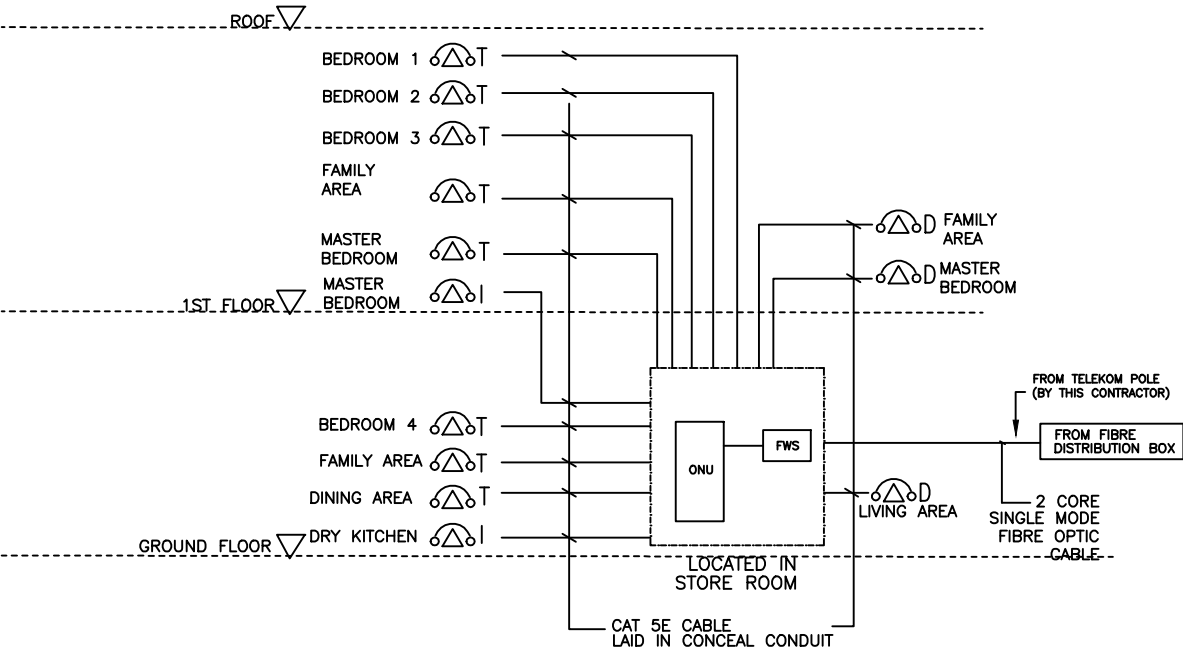 ROOF
BEDROOM 1 T
BEDROOM 2 T
BEDROOM 3 T
FAMILY
AREA T
MASTER
BEDROOM T
MASTER
BEDROOM I
1ST FLOOR
D FAMILY
AREA
D MASTER
BEDROOM
FROM TELEKOM POLE
(BY THIS CONTRACTOR)
FROM FIBRE
DISTRIBUTION BOX
BEDROOM 4 T
FAMILY AREA T
DINING AREA T
DRY KITCHEN I
GROUND FLOOR
ONU
FWS
D
LIVING AREA
2 CORE
SINGLE MODE
FIBRE OPTIC
CABLE
LOCATED IN
STORE ROOM
CAT 5E CABLE
LAID IN CONCEAL CONDUIT